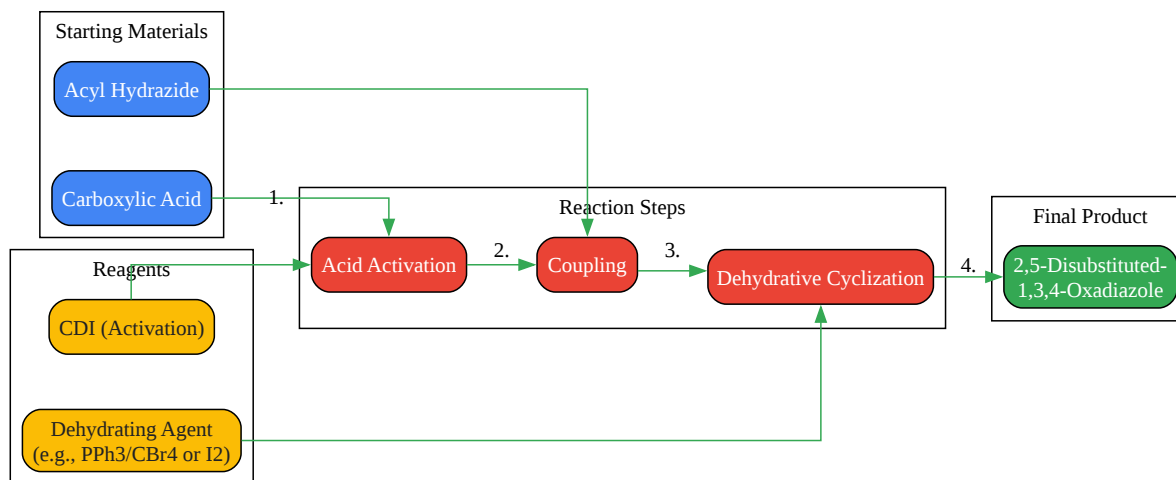 Starting Materials
Acyl Hydrazide
Carboxylic Acid
1.
Reagents
CDI (Activation)
Dehydrating Agent
(e.g., PPh3/CBr4 or I2)
Reaction Steps
Acid Activation
2.
Coupling
3.
Dehydrative Cyclization
4.
Final Product
2,5-Disubstituted-
1,3,4-Oxadiazole